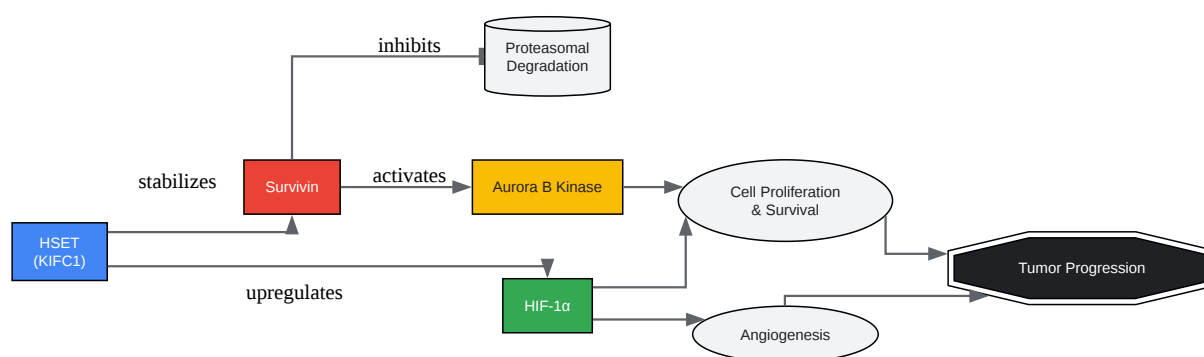 inhibits
Proteasomal
Degradation
stabilizes
Survivin
activates
Aurora B Kinase
Cell Proliferation
& Survival
HSET
(KIFC1)
upregulates
HIF-1α
Angiogenesis
Tumor Progression